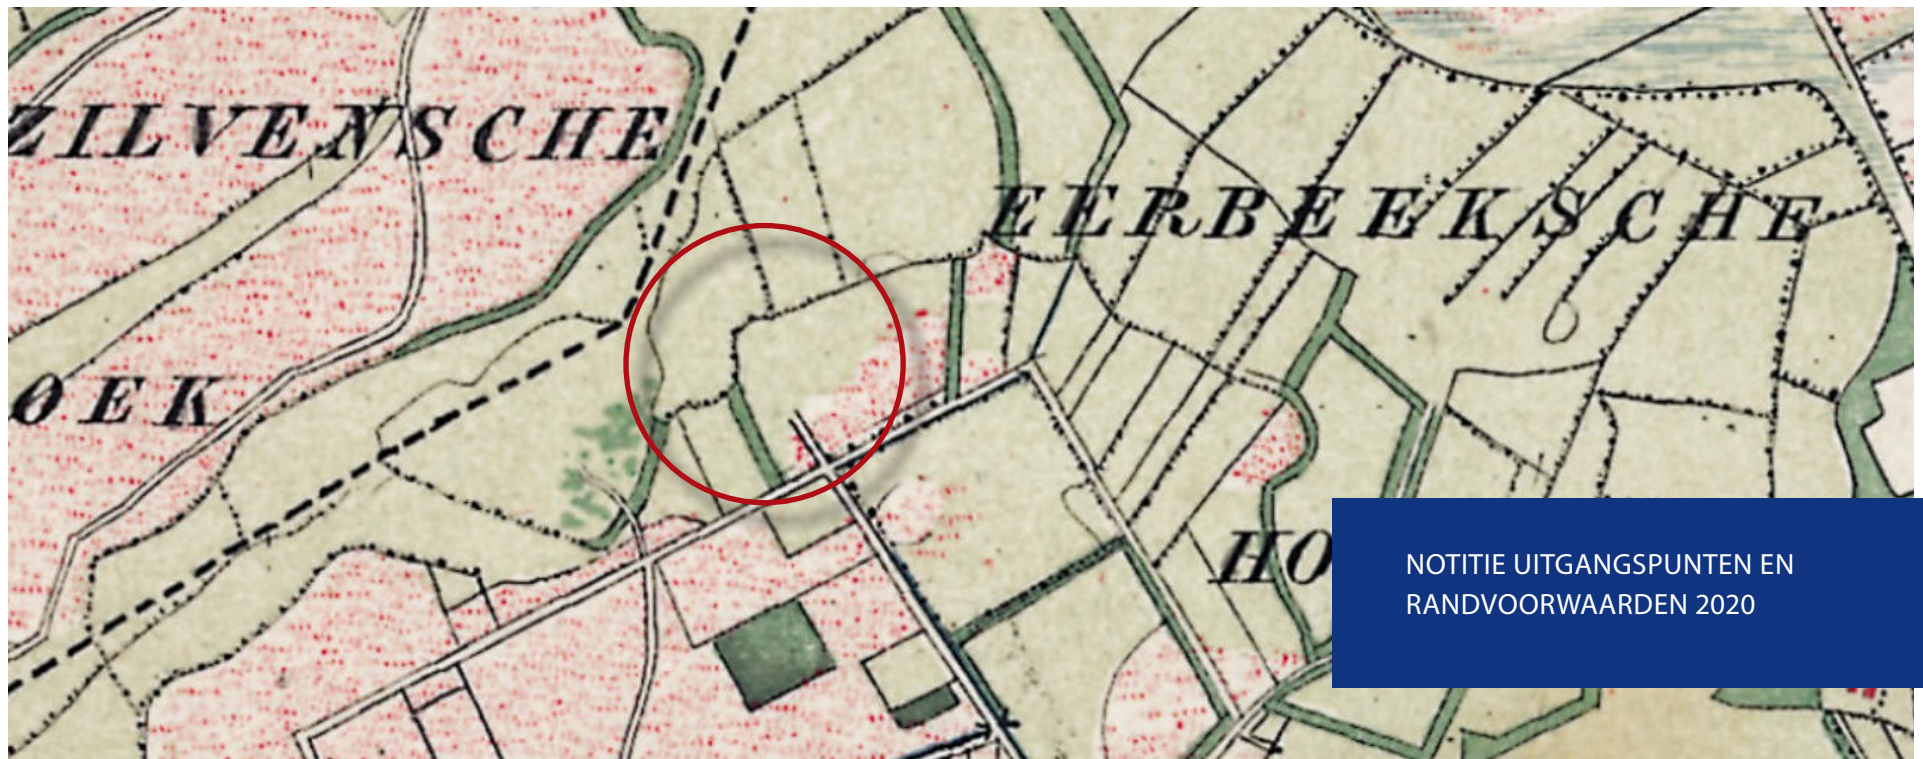 ZILVENSCHE
EERBEEKSCHE
OEK
HO
NOTITIE UITGANGSPUNTEN EN
RANDVOORWAARDEN 2020